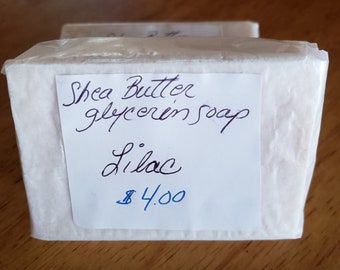 Shea Butter
glycerin soap
Lilac
$4.00